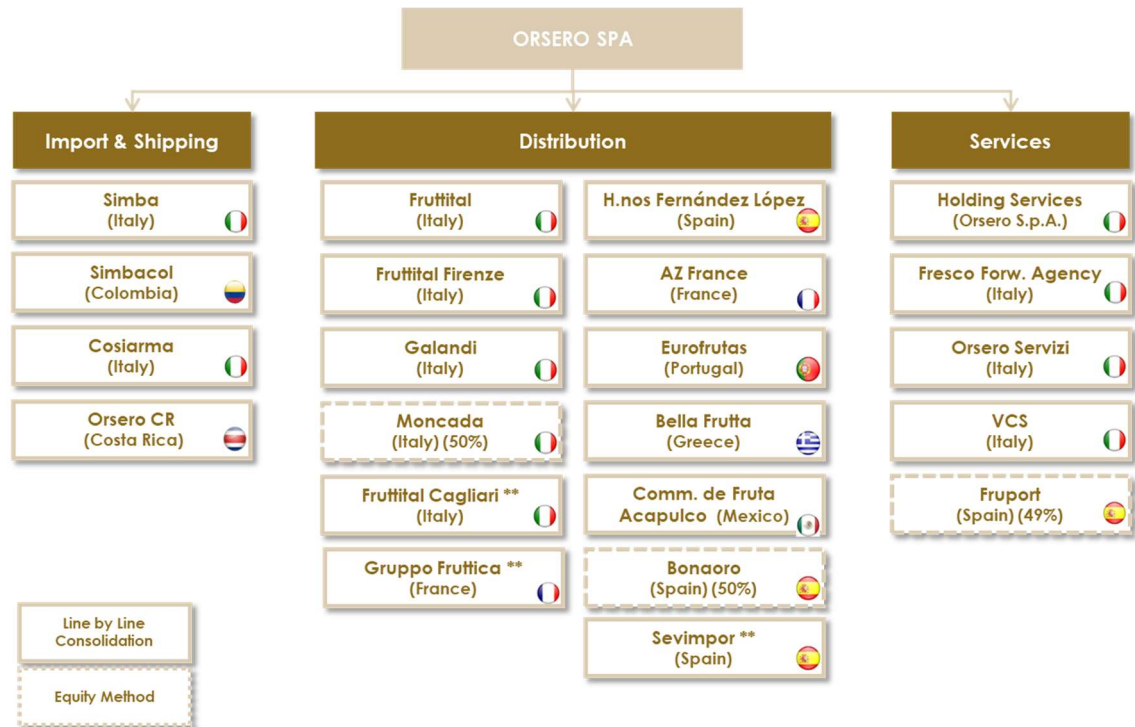 ORSERO SPA
Import & Shipping
Simba
(Italy)
Simbacol
(Colombia)
Cosiarma
(Italy)
Orsero CR
(Costa Rica)
Distribution
Fruttital
(Italy)
Fruttital Firenze
(Italy)
Galandi
(Italy)
Moncada
(Italy) (50%)
Fruttital Cagliari **
(Italy)
Gruppo Fruttica **
(France)
H.nos Fernández López
(Spain)
AZ France
(France)
Eurofrutas
(Portugal)
Bella Frutta
(Greece)
Comm. de Fruta
Acapulco (Mexico)
Bonaoro
(Spain) (50%)
Sevimpor **
(Spain)
Services
Holding Services
(Orsero S.p.A.)
Fresco Forw. Agency
(Italy)
Orsero Servizi
(Italy)
VCS
(Italy)
Fruport
(Spain) (49%)
Line by Line
Consolidation
Equity Method